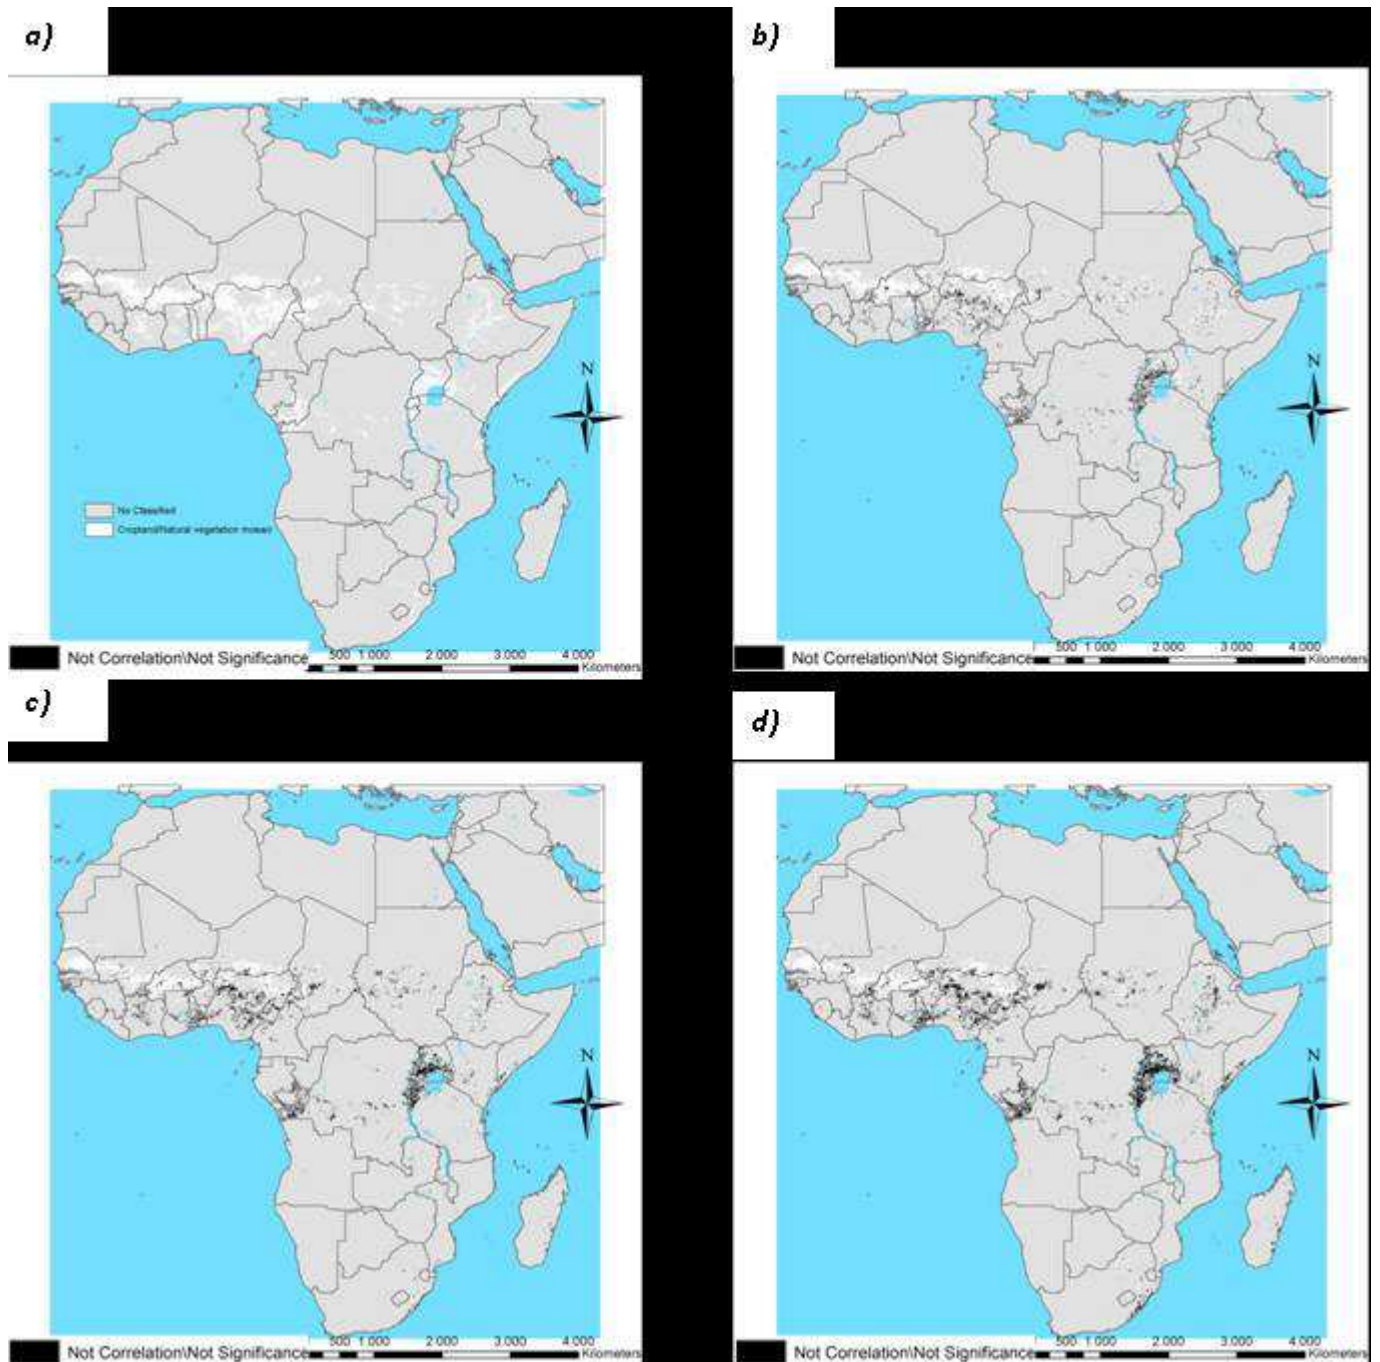 a)
N
No Classified
Cropland/Natural vegetation mosaic
Not Correlation\Not Significance
500 1 000 2 000 3 000 4 000
Kilometers
b)
N
Not Correlation\Not Significance
500 1 000 2 000 3 000 4 000
Kilometers
c)
N
Not Correlation\Not Significance
500 1 000 2 000 3 000 4 000
Kilometers
d)
N
Not Correlation\Not Significance
500 1 000 2 000 3 000 4 000
Kilometers